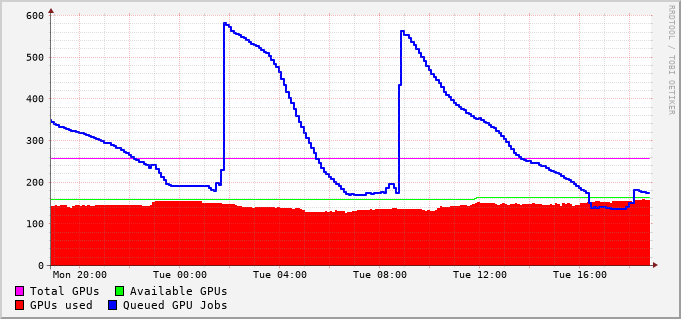 RRDTOOL / TOBI OETIKER
600
500
400
300
200
100
0
Mon 20:00 Tue 00:00 Tue 04:00 Tue 08:00 Tue 12:00 Tue 16:00
Total GPUs Available GPUs
GPUs used Queued GPU Jobs